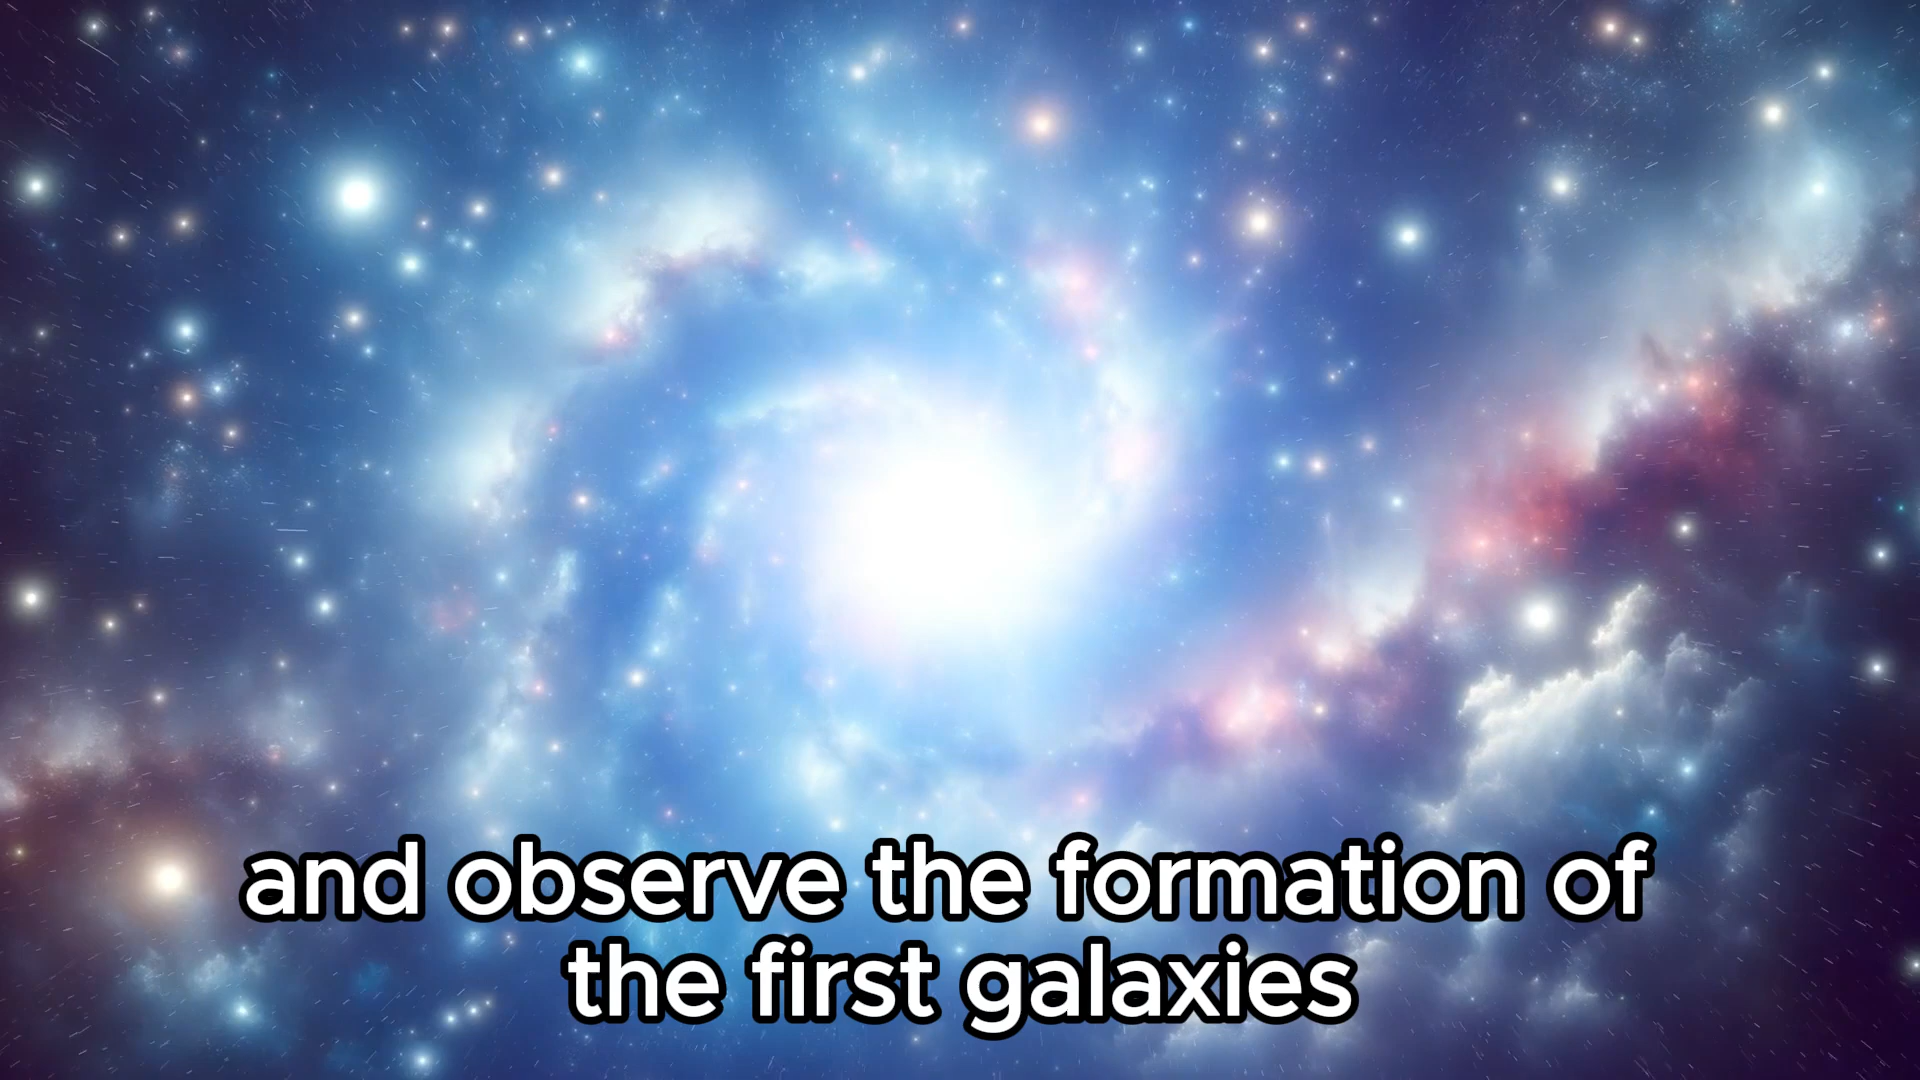 and observe the formation of
the first galaxies